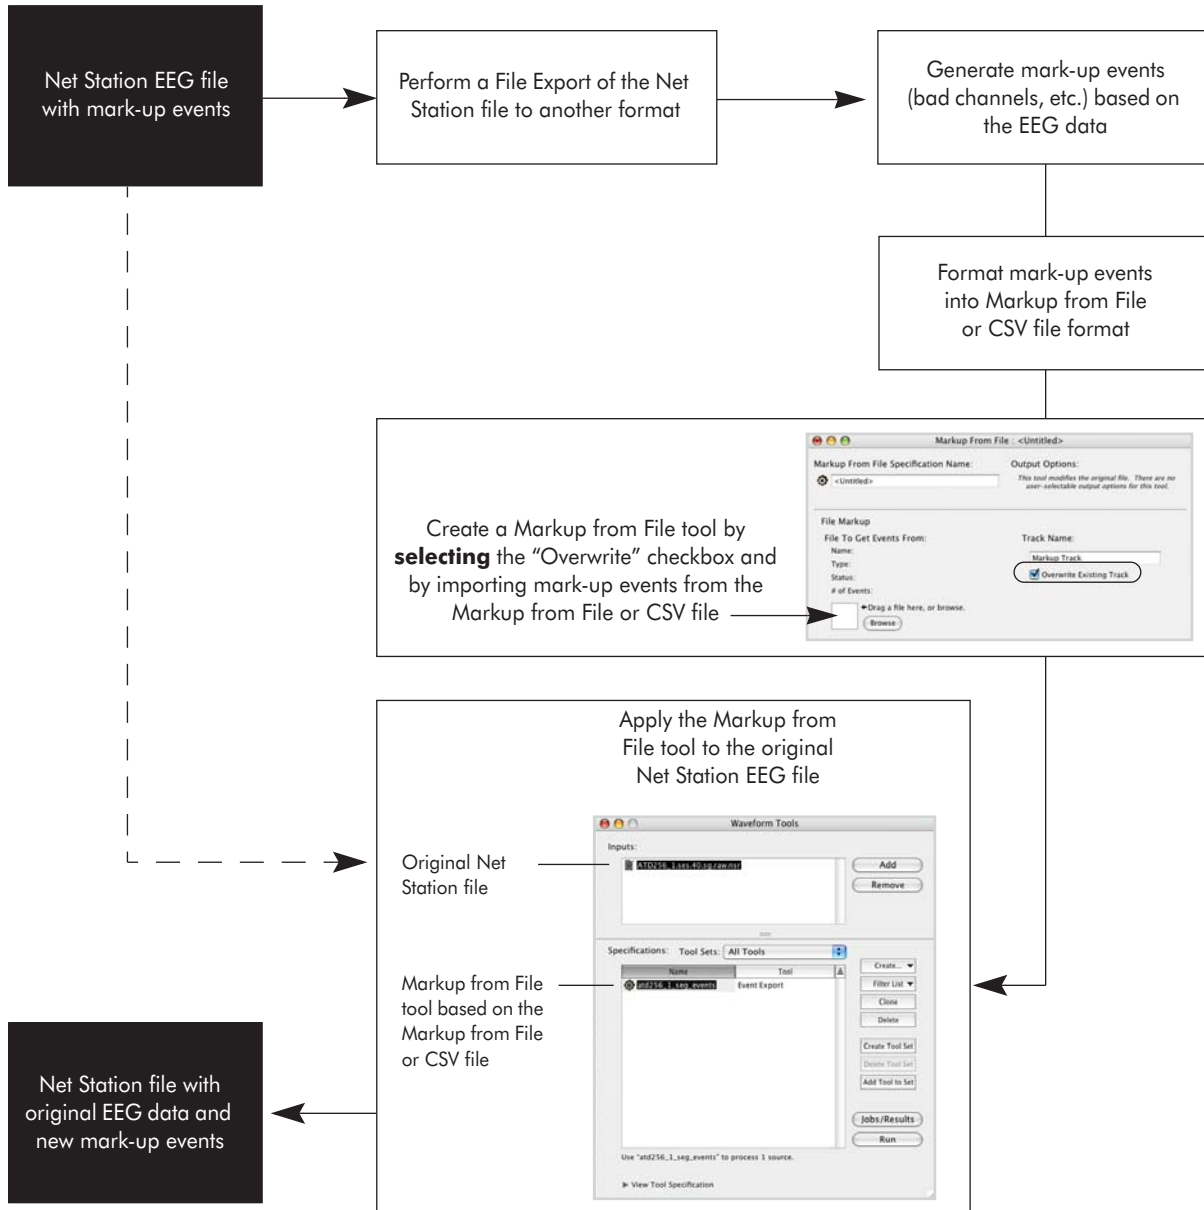 Net Station EEG file
with mark-up events
Perform a File Export of the Net
Station file to another format
Generate mark-up events
(bad channels, etc.) based on
the EEG data
Format mark-up events
into Markup from File
or CSV file format
Create a Markup from File tool by
selecting the “Overwrite” checkbox and
by importing mark-up events from the
Markup from File or CSV file
Markup From File : <Untitled>
Markup From File Specification Name:
<Untitled>
Output Options:
This tool modifies the original file. There are no
user-selectable output options for this tool.
File Markup
File To Get Events From:
Name:
Type:
Status:
# of Events:
Drag a file here, or browse.
Browse
Track Name:
Markup Track
Overwrite Existing Track
Apply the Markup from
File tool to the original
Net Station EEG file
Original Net
Station file
Markup from File
tool based on the
Markup from File
or CSV file
Waveform Tools
Inputs:
ATD256_1.ses.40.sg.raw.nsr
Add
Remove
Specifications: Tool Sets: All Tools
Name Tool
atd256_1_seg_events Event Export
Create...
Filter List
Clone
Delete
Create Tool Set
Delete Tool Set
Add Tool to Set
Jobs/Results
Run
Use "atd256_1_seg_events" to process 1 source.
View Tool Specification
Net Station file with
original EEG data and
new mark-up events